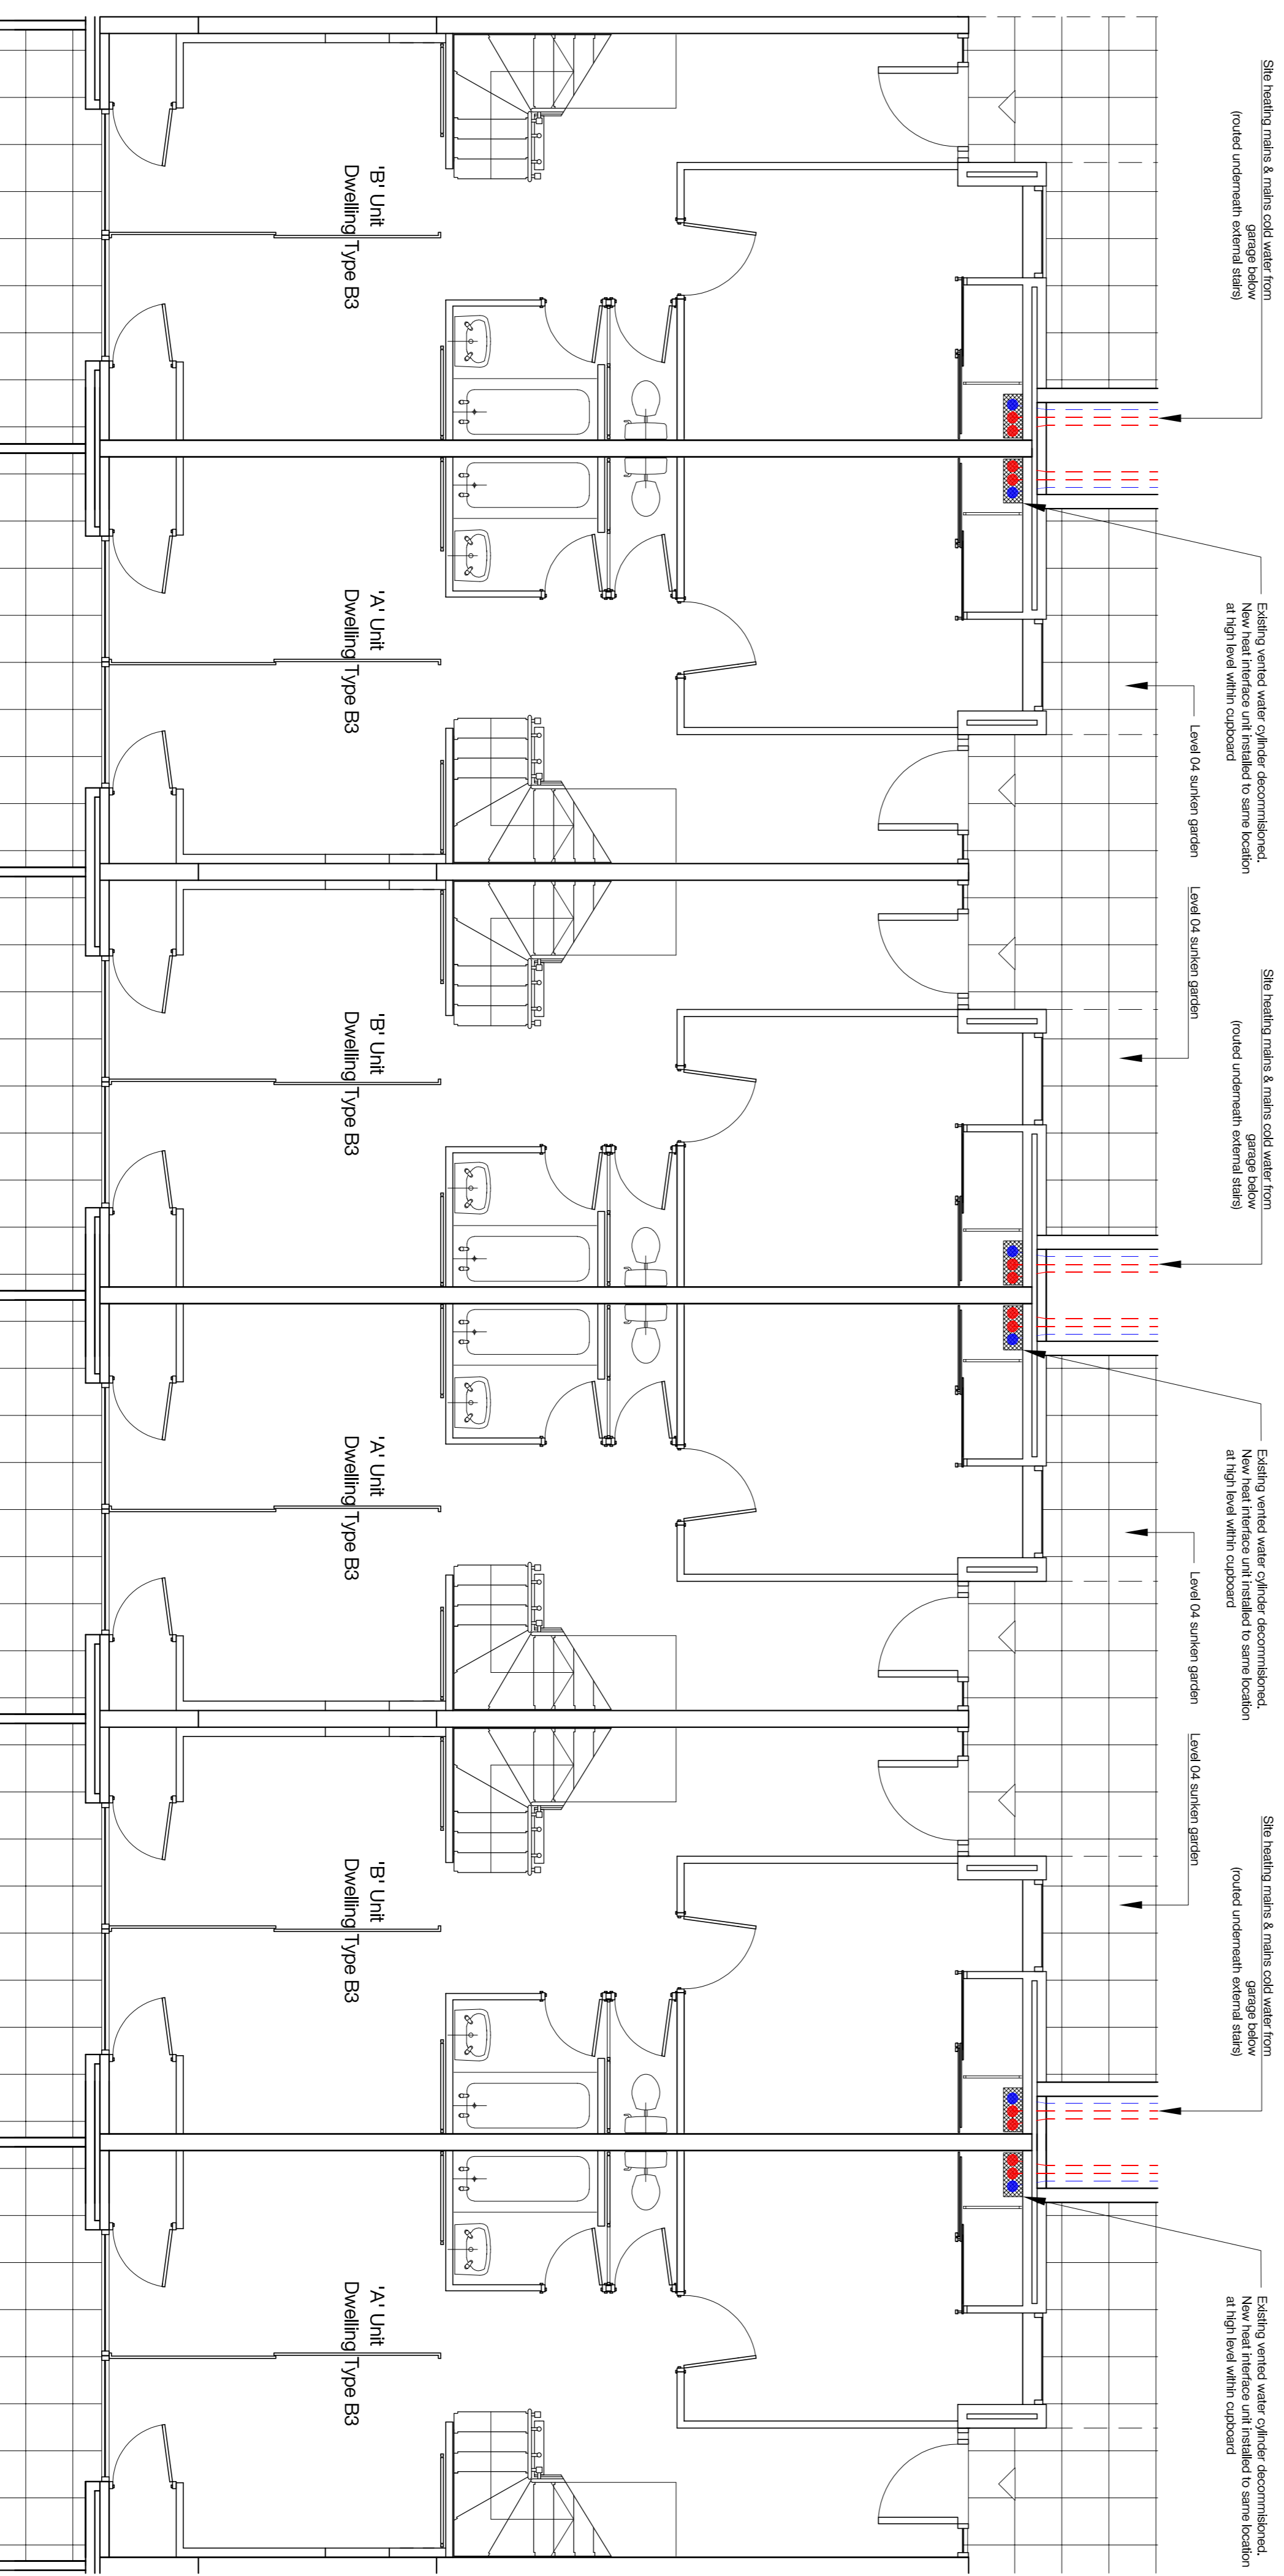 Site heating mains & mains cold water from
garage below
(routed underneath external stairs)
Existing vented water cylinder decommisioned.
New heat interface unit installed to same location
at high level within cupboard
Level 04 sunken garden
Level 04 sunken garden
Site heating mains & mains cold water from
garage below
(routed underneath external stairs)
Existing vented water cylinder decommisioned.
New heat interface unit installed to same location
at high level within cupboard
Level 04 sunken garden
Level 04 sunken garden
Site heating mains & mains cold water from
garage below
(routed underneath external stairs)
Existing vented water cylinder decommisioned.
New heat interface unit installed to same location
at high level within cupboard
'B' Unit
Dwelling Type B3
'A' Unit
Dwelling Type B3
'B' Unit
Dwelling Type B3
'A' Unit
Dwelling Type B3
'B' Unit
Dwelling Type B3
'A' Unit
Dwelling Type B3